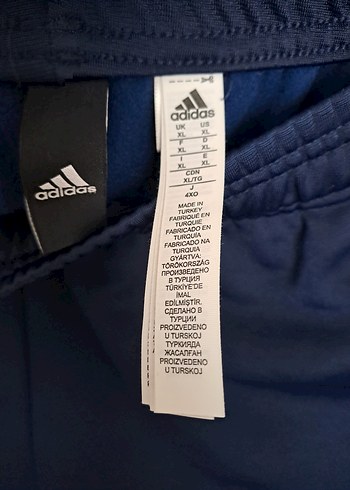 adidas
adidas
UK US
XL XL
F D
XL XL
I E
XL XL
CDN
XL/TG
J
4XO
MADE IN
TURKEY
FABRIQUÉ EN
TURQUIE
FABRICADO EN
TURQUÍA
FABRICADO NA
TURQUIA
GYÁRTVA:
TÖRÖKORSZÁG
ПРОИЗВЕДЕНО
В ТУРЦИЯ
TÜRKİYE'DE
İMAL
EDİLMİŞTİR.
СДЕЛАНО В
ТУРЦИИ
PROIZVEDENO
U TURSKOJ
ТУРКИЯДА
ЖАСАЛҒАН
PROIZVEDENO
U TURSKOJ